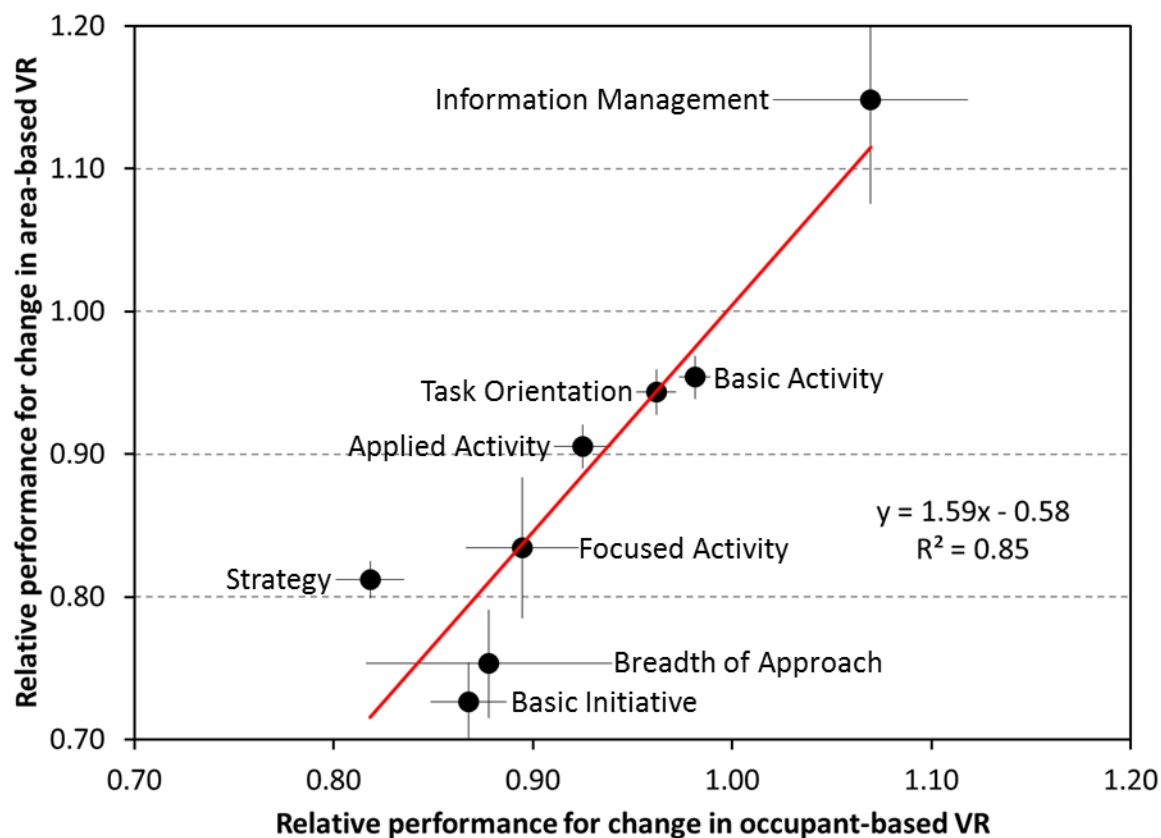 Relative performance for change in area-based VR
1.20
1.10
1.00
0.90
0.80
0.70
Information Management
Task Orientation
Basic Activity
Applied Activity
Focused Activity
y = 1.59x - 0.58
R² = 0.85
Strategy
Breadth of Approach
Basic Initiative
0.70 0.80 0.90 1.00 1.10 1.20
Relative performance for change in occupant-based VR